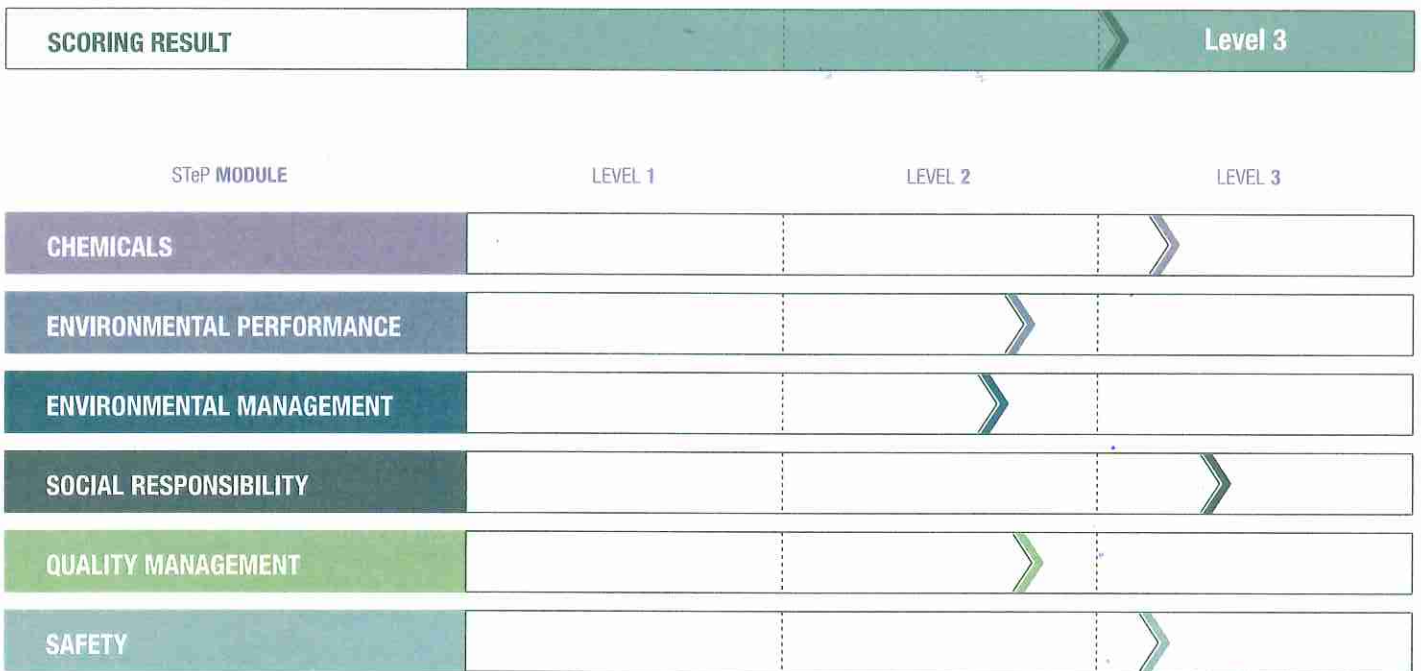 SCORING RESULT
Level 3
STeP MODULE LEVEL 1 LEVEL 2 LEVEL 3
CHEMICALS
ENVIRONMENTAL PERFORMANCE
ENVIRONMENTAL MANAGEMENT
SOCIAL RESPONSIBILITY
QUALITY MANAGEMENT
SAFETY